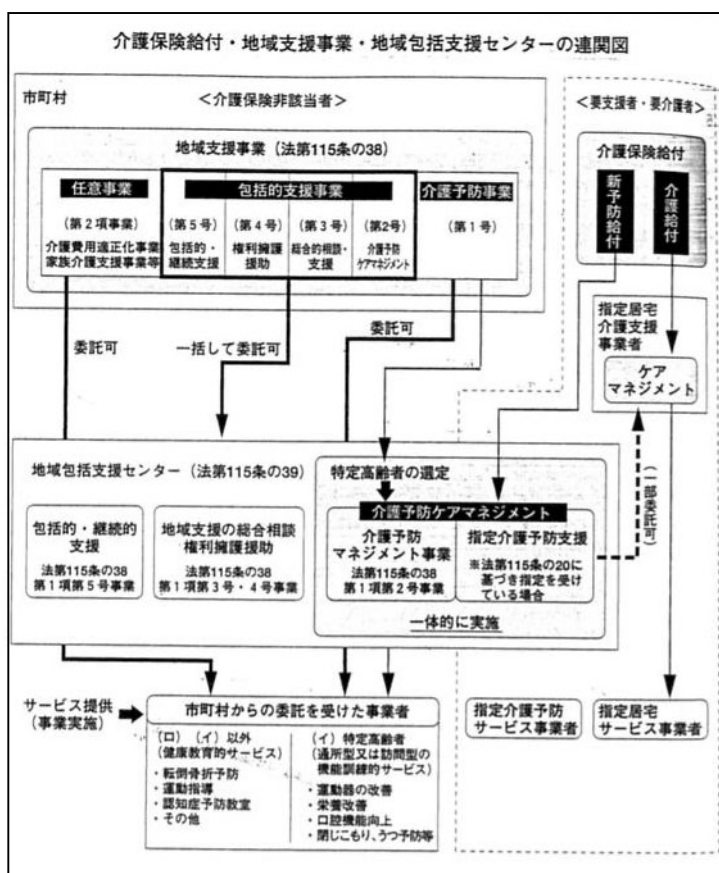 介護保険給付・地域支援事業・地域包括支援センターの連関図
市町村
<介護保険非該当者>
地域支援事業(法第115条の38)
任意事業
(第2項事業)
介護費用適正化事業
家族介護支援事業等
包括的支援事業
(第5号)
包括的・
継続支援
(第4号)
権利擁護
援助
(第3号)
総合的相談・
支援
(第2号)
介護予防
ケアマネジメント
介護予防事業
(第1号)
<要支援者・要介護者>
介護保険給付
新予防給付
介護給付
指定居宅
介護支援
事業者
ケア
マネジメント
委託可
一括して委託可
委託可
(一部委託可)
地域包括支援センター(法第115条の39)
包括的・継続的
支援
法第115条の38
第1項第5号事業
地域支援の総合相談
権利擁護援助
法第115条の38
第1項第3号・4号事業
特定高齢者の選定
介護予防ケアマネジメント
介護予防
マネジメント事業
法第115条の38
第1項第2号事業
指定介護予防支援
※法第115条の20に
基づき指定を受け
ている場合
一体的に実施
サービス提供
(事業実施)
市町村からの委託を受けた事業者
(ロ) (イ)以外
(健康教育的サービス)
・転倒骨折予防
・運動指導
・認知症予防教室
・その他
(イ)特定高齢者
(通所型又は訪問型の
機能訓練的サービス)
・運動器の改善
・栄養改善
・口腔機能向上
・閉じこもり、うつ予防等
指定介護予防
サービス事業者
指定居宅
サービス事業者